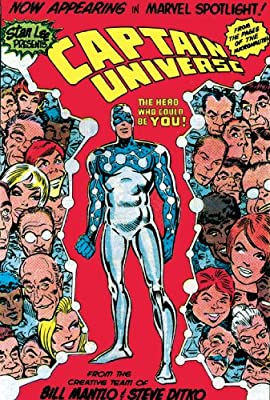 NOW APPEARING IN MARVEL SPOTLIGHT!
Stan Lee
PRESENTS:
CAPTAIN
UNIVERSE
FROM
THE PAGES
OF THE
MICRONAUTS!
THE HERO
WHO COULD
BE YOU!
FROM THE
CREATIVE TEAM OF
BILL MANTLO & STEVE DITKO